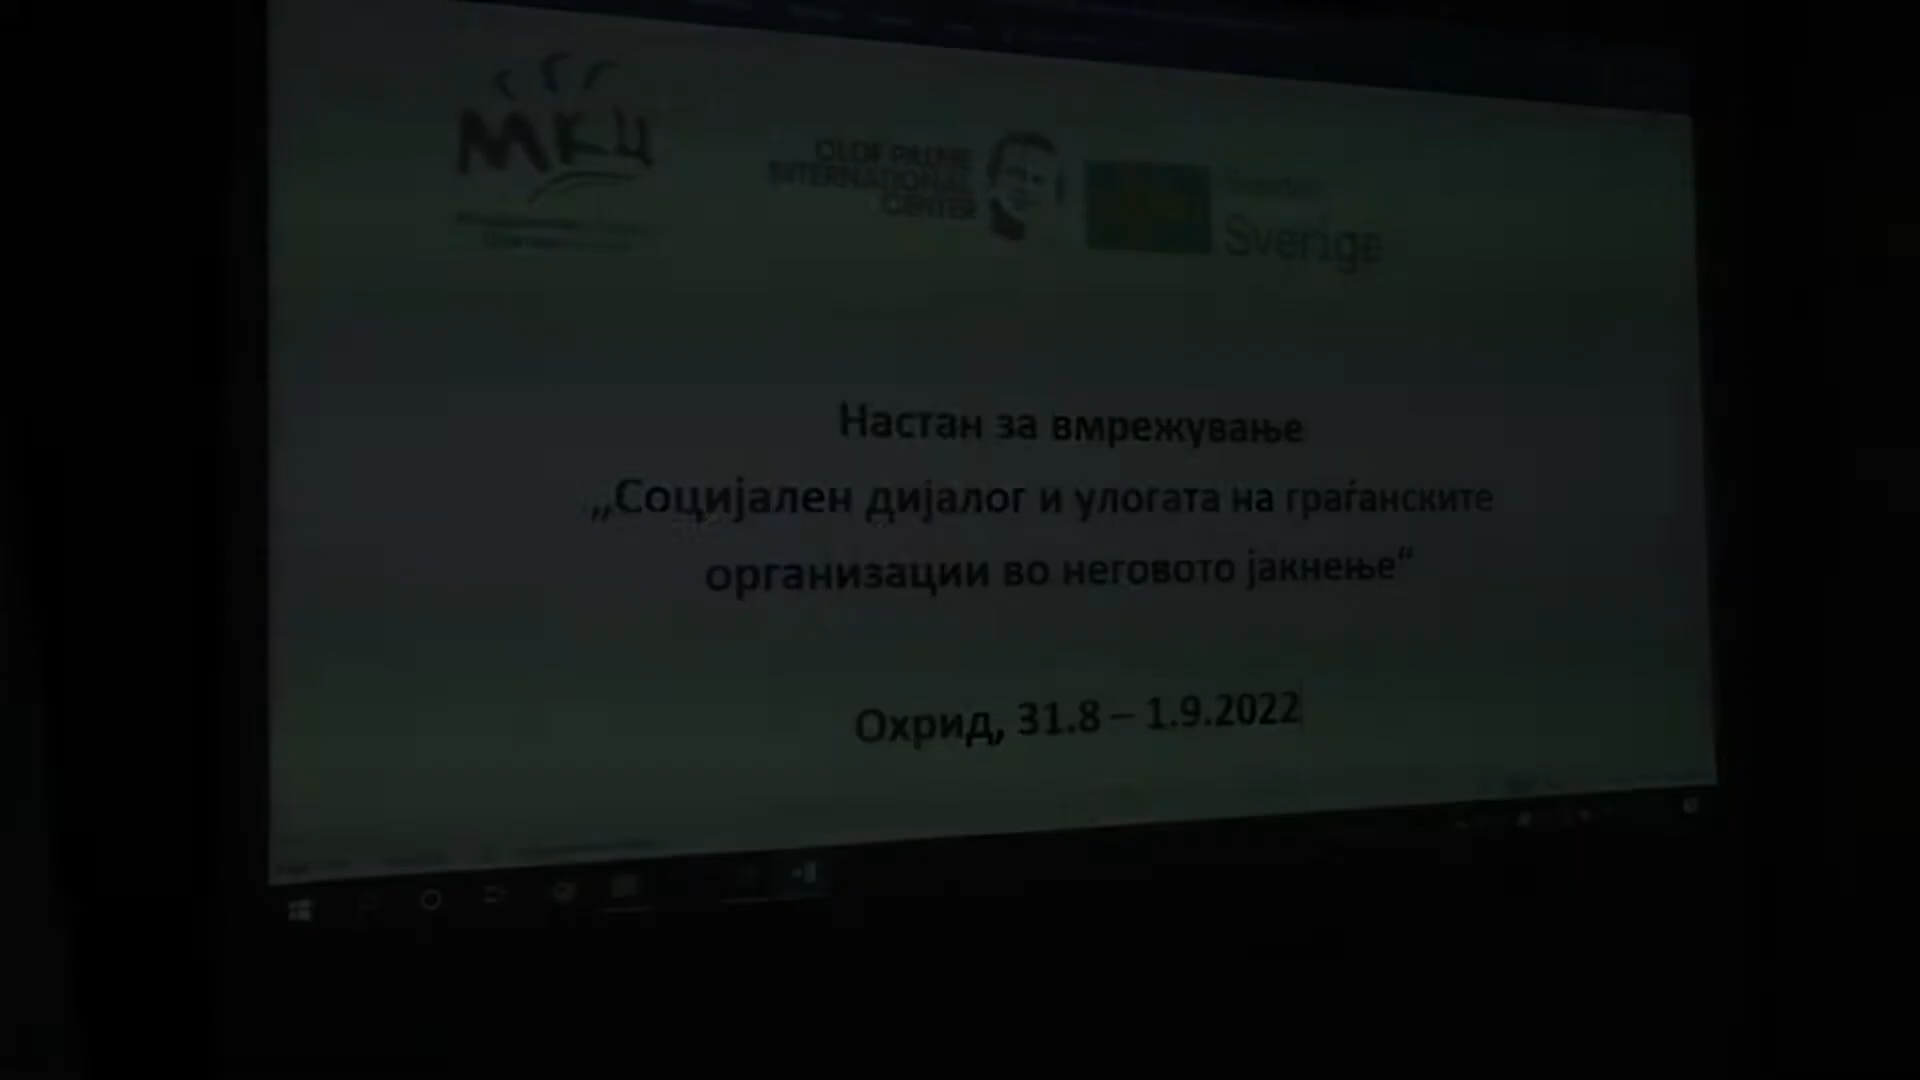 МКЦ
OLOF PALME
INTERNATIONAL
CENTER
Sverige
Настан за вмрежување
„Социјален дијалог и улогата на граѓанските
организации во неговото јакнење“
Охрид, 31.8 – 1.9.2022